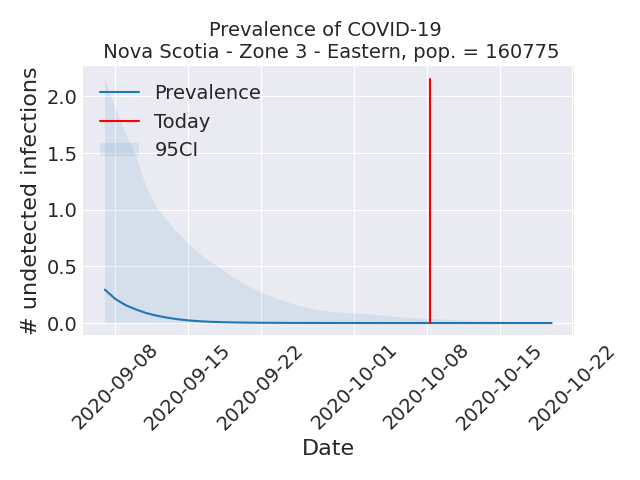 Prevalence of COVID-19
Nova Scotia - Zone 3 - Eastern, pop. = 160775
# undetected infections
2.0
1.5
1.0
0.5
0.0
Prevalence
Today
95CI
2020-09-08
2020-09-15
2020-09-22
2020-10-01
2020-10-08
2020-10-15
2020-10-22
Date